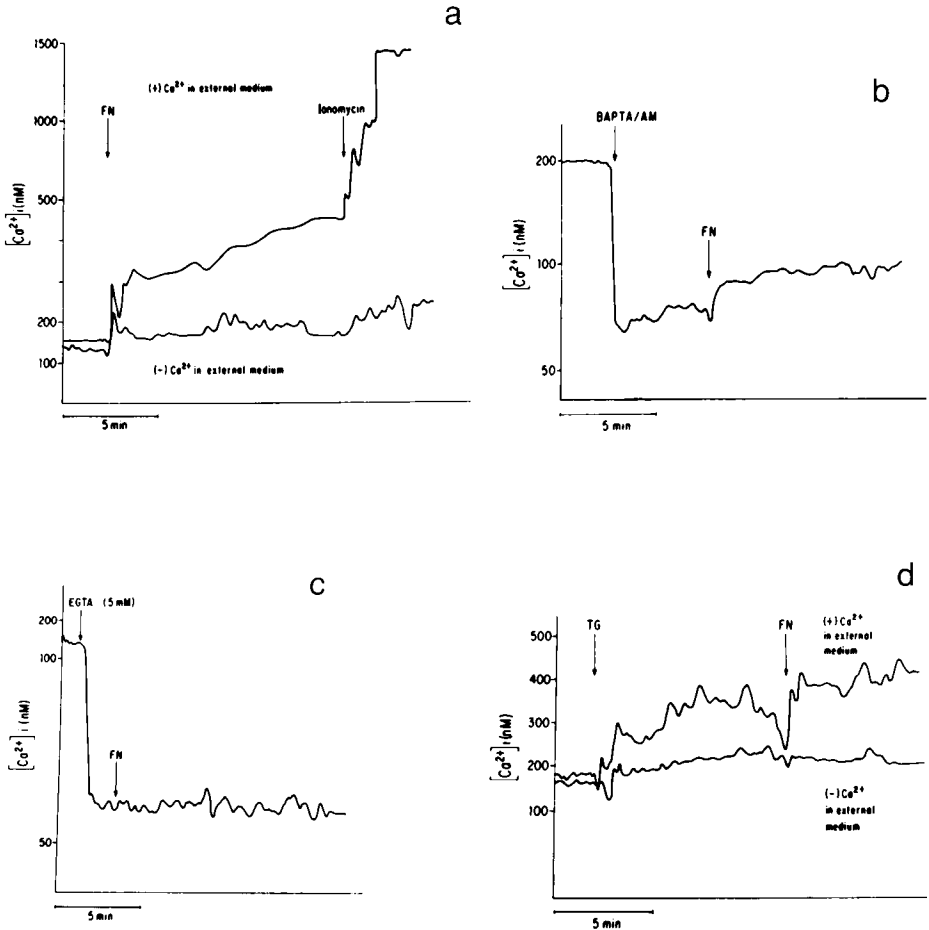 a
1500
1000
500
200
100
[Ca2+]i (nM)
FN
(+) Ca2+ in external medium
Ionomycin
(−) Ca2+ in external medium
5 min
b
200
100
50
[Ca2+]i (nM)
BAPTA/AM
FN
5 min
c
200
100
50
[Ca2+]i (nM)
EGTA (5 mM)
FN
5 min
d
500
400
300
200
100
[Ca2+]i (nM)
TG
FN
(+) Ca2+
in external
medium
(−) Ca2+
in external
medium
5 min